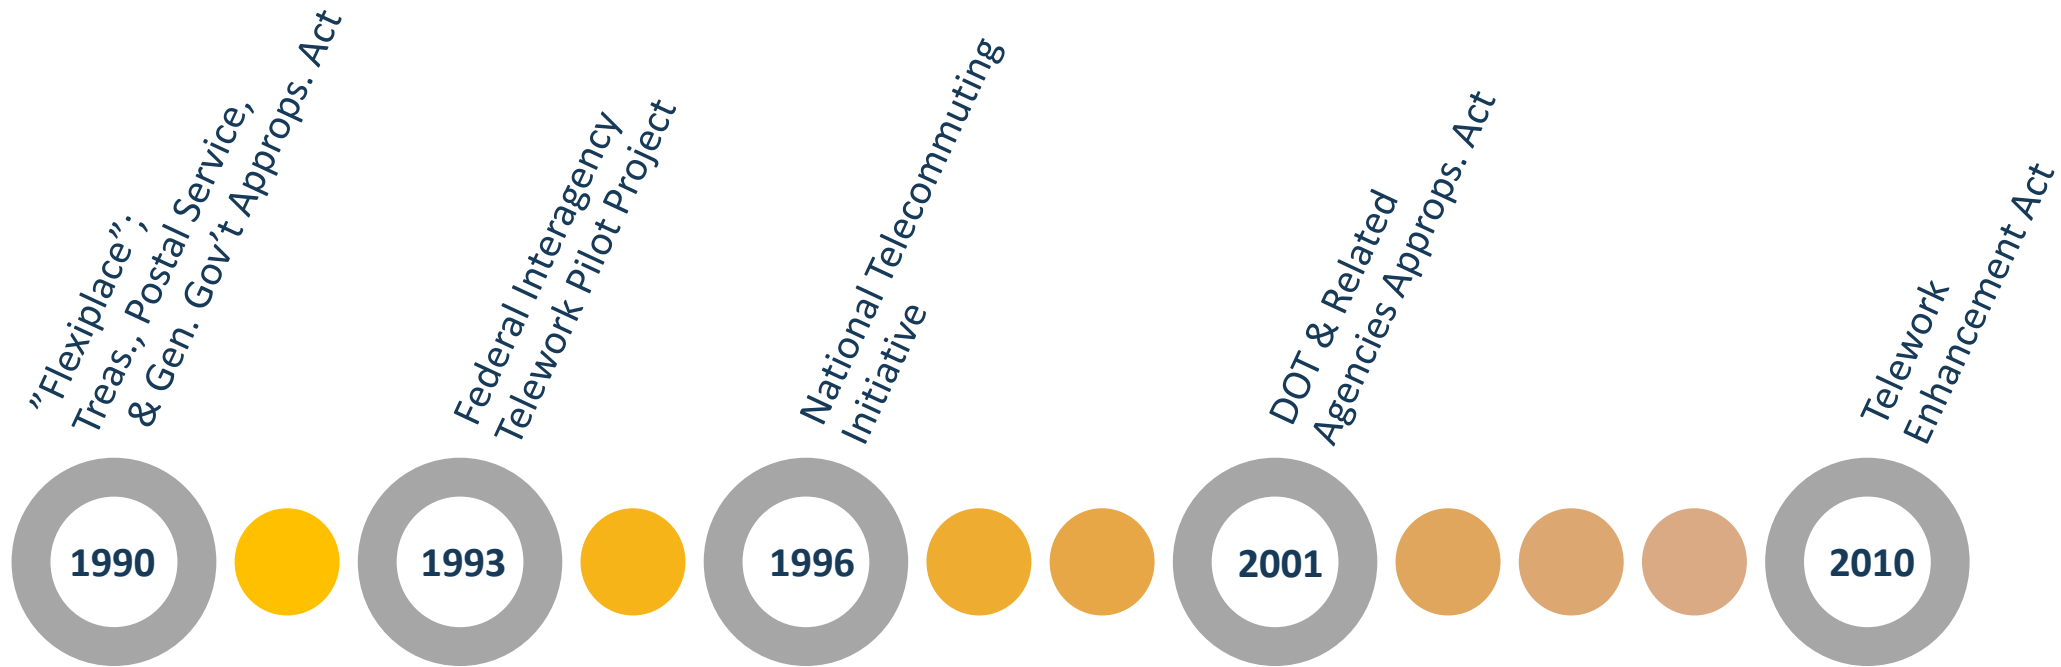 ”Flexiplace”;
Treas., Postal Service,
& Gen. Gov’t Approps. Act
Federal Interagency
Telework Pilot Project
National Telecommuting
Initiative
DOT & Related
Agencies Approps. Act
Telework
Enhancement Act
1990
1993
1996
2001
2010